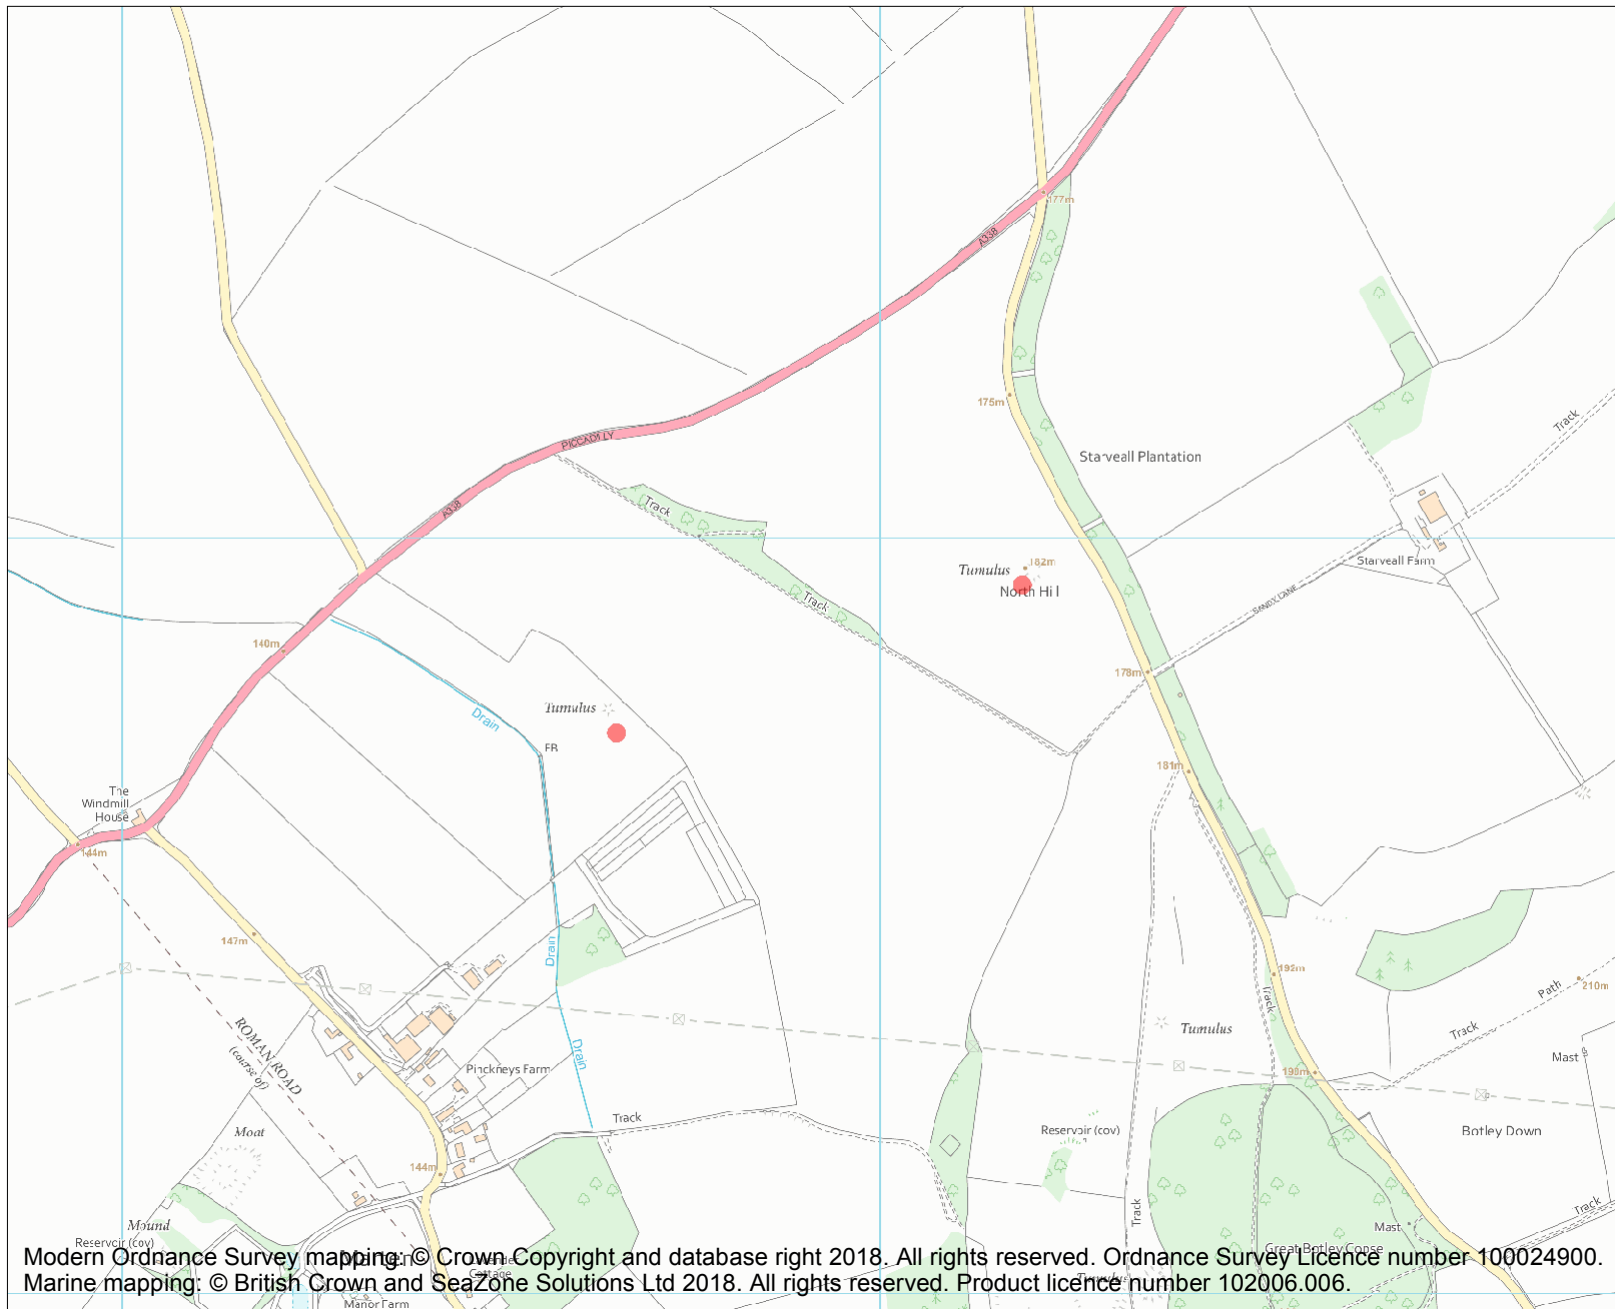 177m
A338
175m
Starveall Plantation
Track
PICCADILLY
A338
Track
Track
Tumulus
182m
North Hill
Starveall Farm
SANDY LANE
140m
178m
Tumulus
Drain
FB
181m
The
Windmill
House
144m
147m
Drain
192m
Track
Path
210m
Track
Tumulus
Mast
ROMAN ROAD
(course of)
Drain
Pinckneys Farm
198m
Track
Reservoir (cov)
Botley Down
Moat
144m
Track
Track
Mound
Mast
Reservoir (cov)
Great Botley Copse
Marten
Cottage
Tumulus
Manor Farm
Modern Ordnance Survey mapping: © Crown Copyright and database right 2018. All rights reserved. Ordnance Survey Licence number 100024900.
Marine mapping: © British Crown and SeaZone Solutions Ltd 2018. All rights reserved. Product licence number 102006.006.